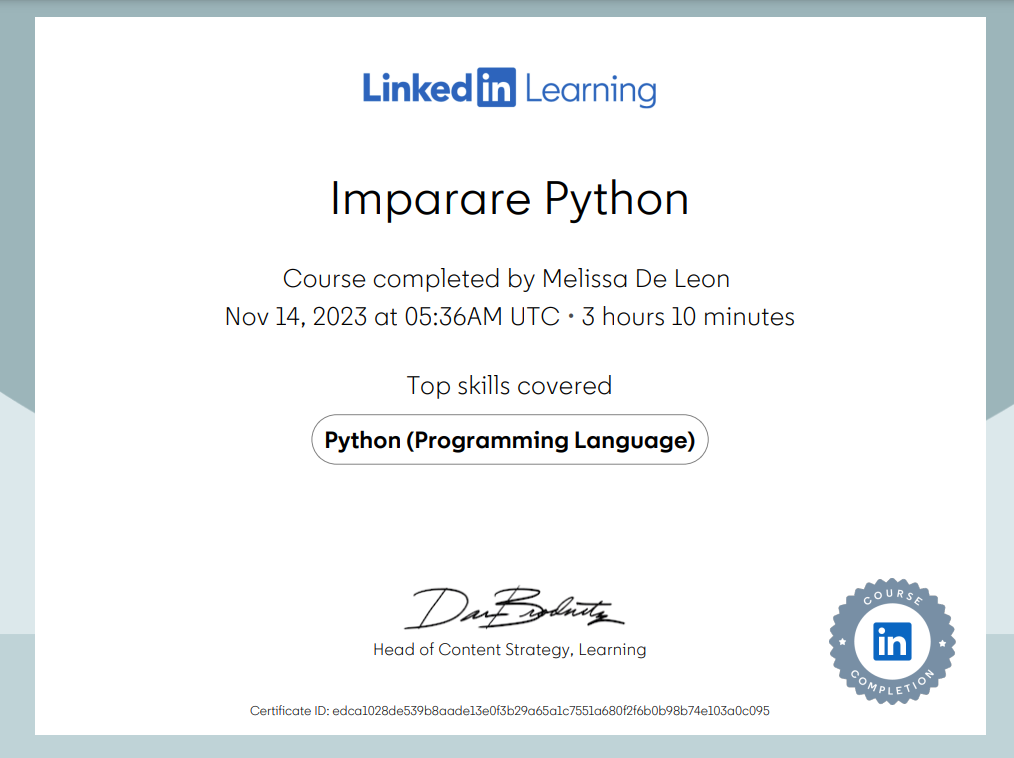 Linkedin Learning
Imparare Python
Course completed by Melissa De Leon
Nov 14, 2023 at 05:36AM UTC • 3 hours 10 minutes
Top skills covered
Python (Programming Language)
Dan Brodnitz
Head of Content Strategy, Learning
COURSE
in
COMPLETION
Certificate ID: edca1028de539b8aade13e0f3b29a65a1c7551a680f2f6b0b98b74e103a0c095